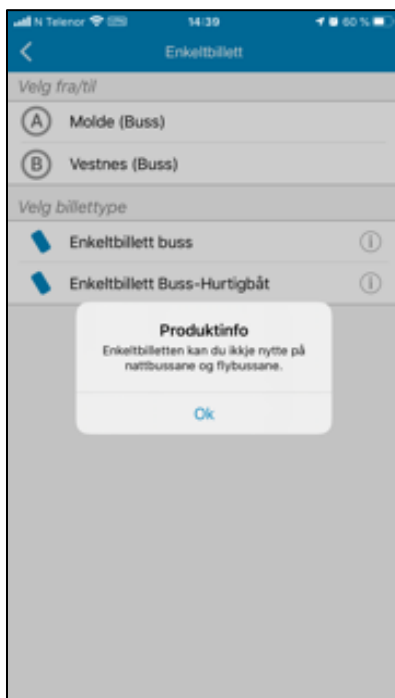 N Telenor 14:39 60 %
Enkeltbillett
Velg fra/til
A Molde (Buss)
B Vestnes (Buss)
Velg billettype
Enkeltbillett buss
Enkeltbillett Buss-Hurtigbåt
Produktinfo
Enkeltbilletten kan du ikkje nytte på
nattbussane og flybussane.
Ok